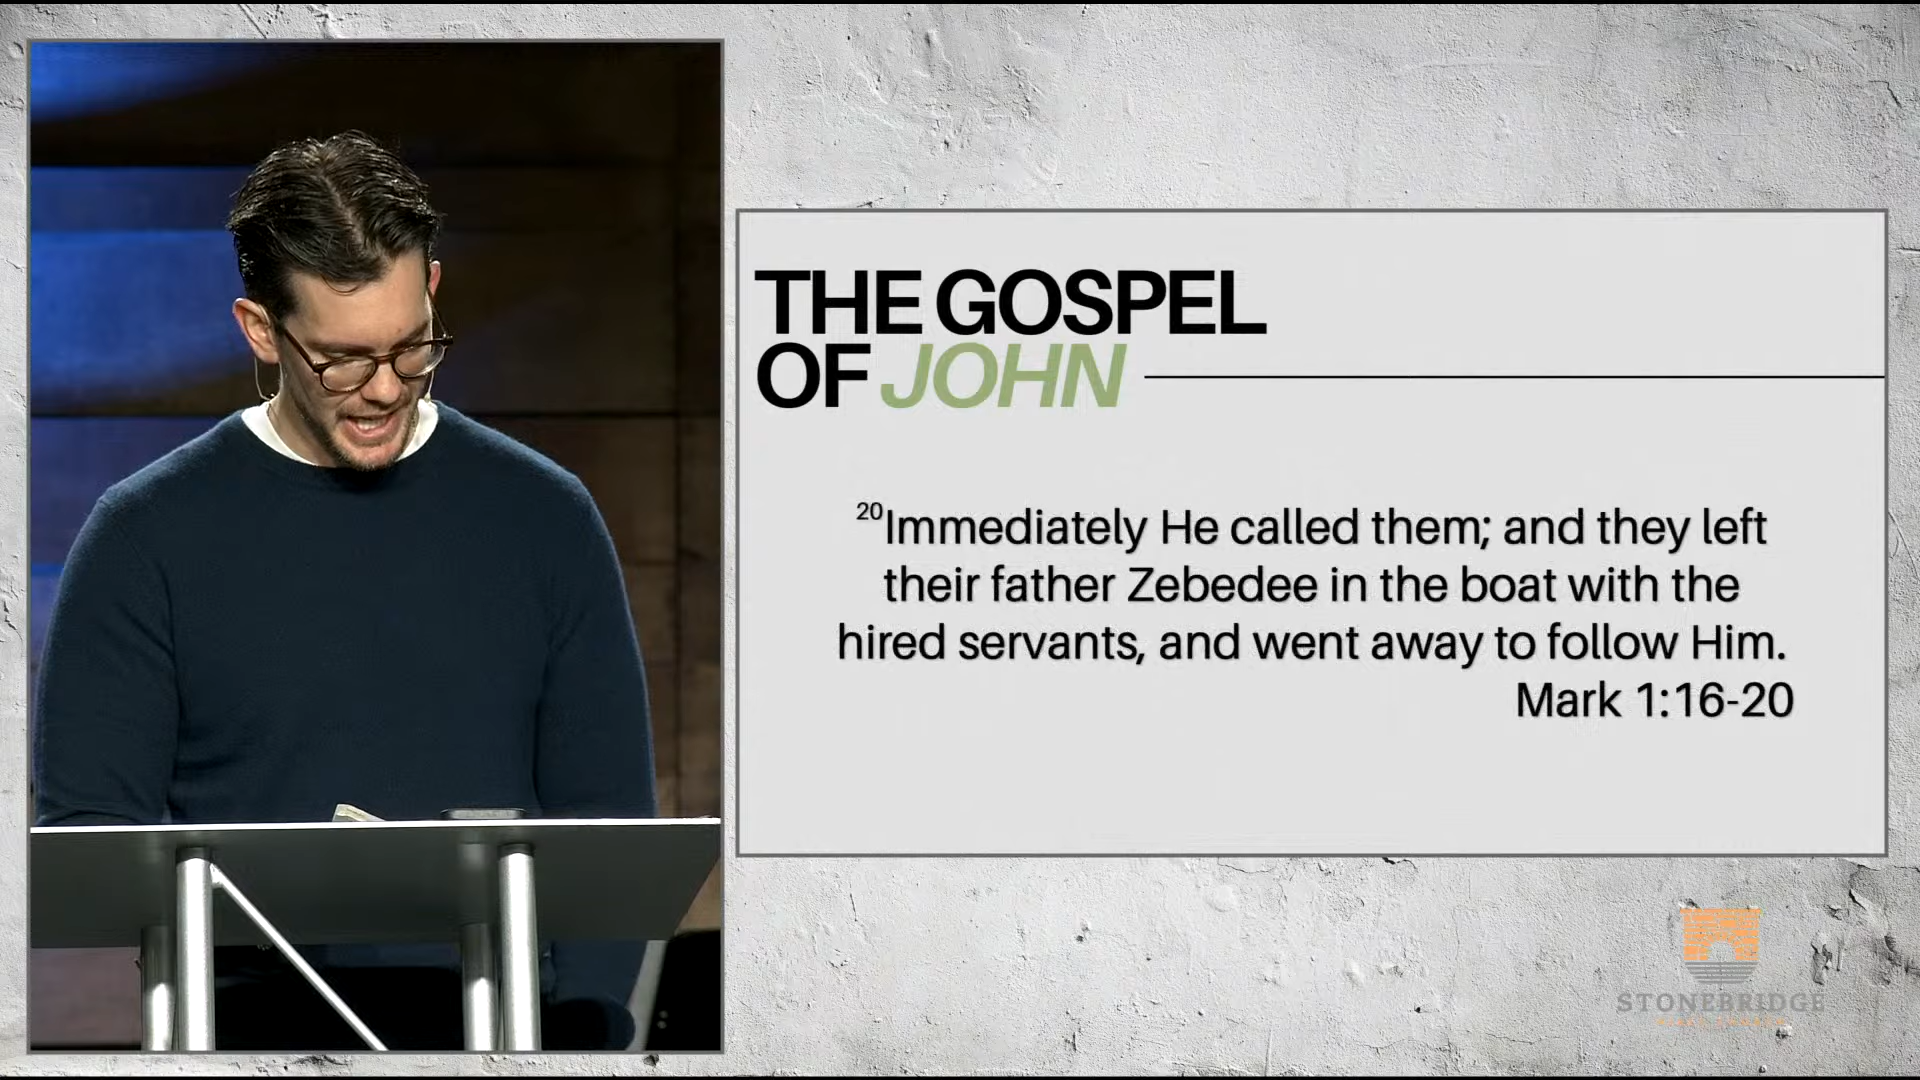 THE GOSPEL
OF JOHN
20Immediately He called them; and they left
their father Zebedee in the boat with the
hired servants, and went away to follow Him.
Mark 1:16-20
STONEBRIDGE